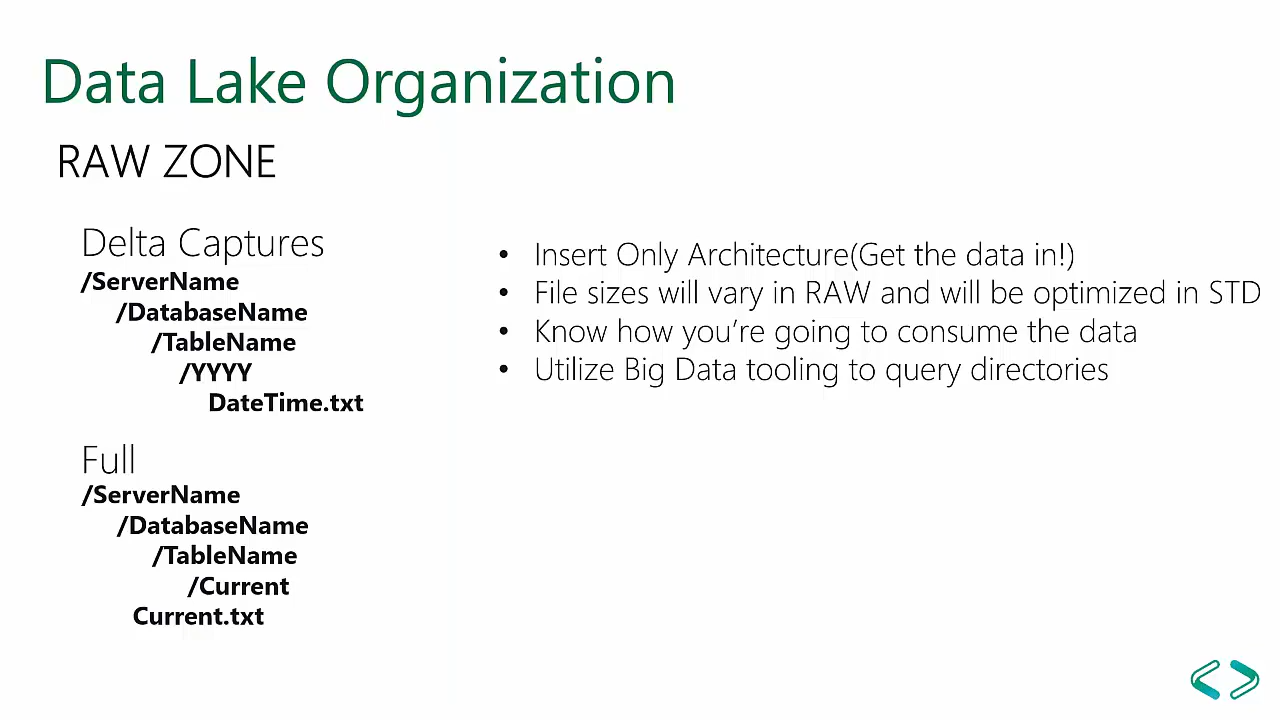 Data Lake Organization
RAW ZONE
Delta Captures
/ServerName
/DatabaseName
/TableName
/YYYY
DateTime.txt
Full
/ServerName
/DatabaseName
/TableName
/Current
Current.txt
• Insert Only Architecture(Get the data in!)
• File sizes will vary in RAW and will be optimized in STD
• Know how you’re going to consume the data
• Utilize Big Data tooling to query directories